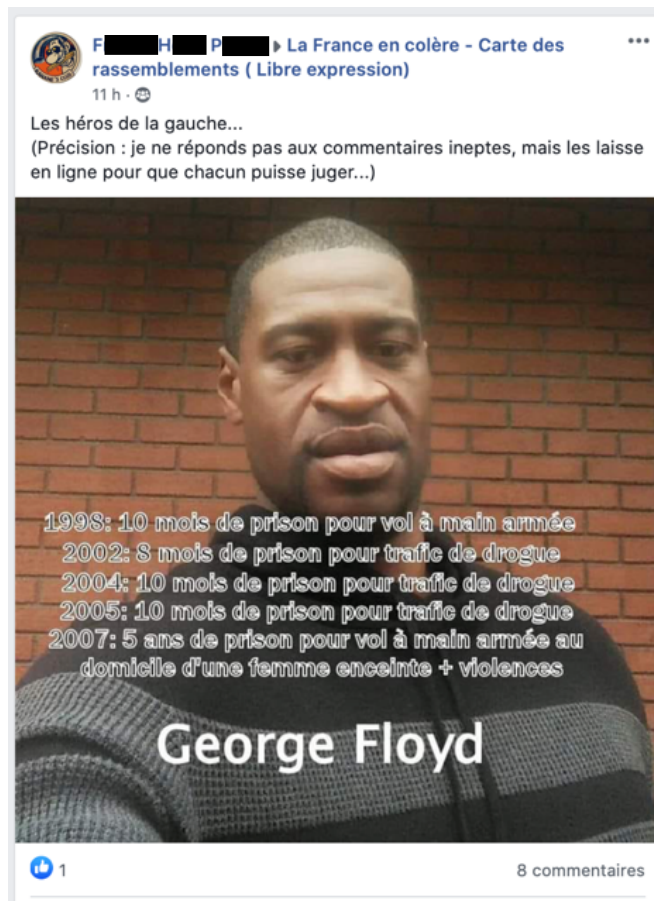 F H P ▸ La France en colère - Carte des
rassemblements ( Libre expression)
11 h ·
Les héros de la gauche...
(Précision : je ne réponds pas aux commentaires ineptes, mais les laisse
en ligne pour que chacun puisse juger...)
1998: 10 mois de prison pour vol à main armée
2002: 8 mois de prison pour trafic de drogue
2004: 10 mois de prison pour trafic de drogue
2005: 10 mois de prison pour trafic de drogue
2007: 5 ans de prison pour vol à main armée au
domicile d'une femme enceinte + violences
George Floyd
1
8 commentaires